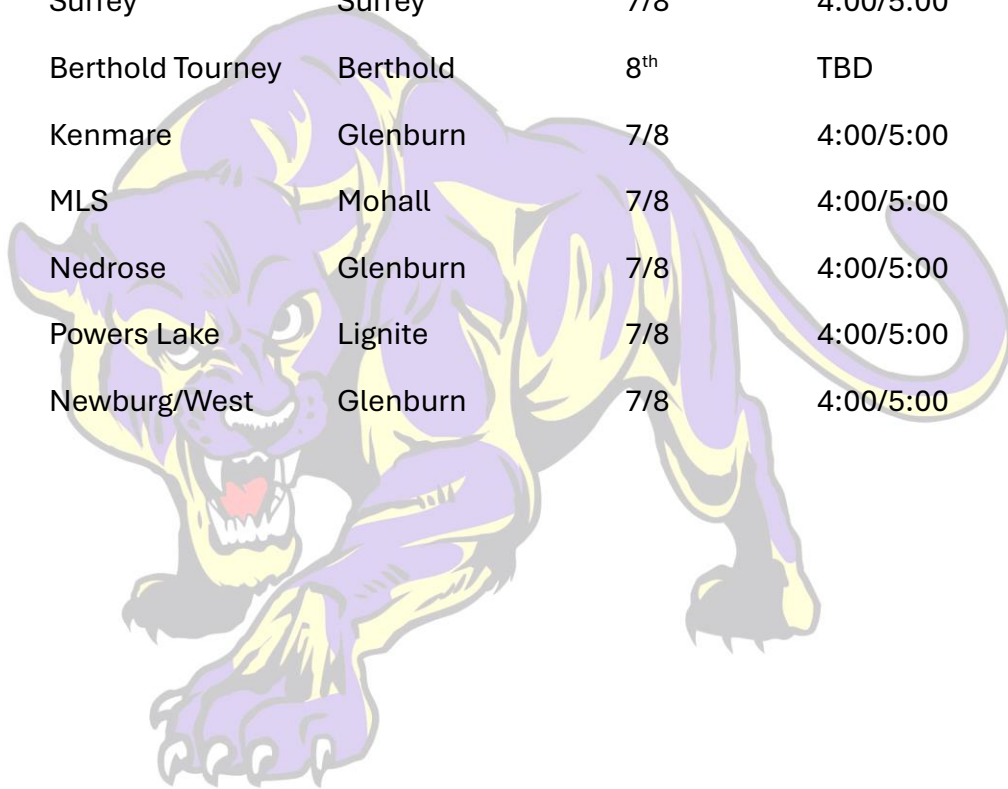 Surrey Surrey 7/8 4:00/5:00
Berthold Tourney Berthold 8th TBD
Kenmare Glenburn 7/8 4:00/5:00
MLS Mohall 7/8 4:00/5:00
Nedrose Glenburn 7/8 4:00/5:00
Powers Lake Lignite 7/8 4:00/5:00
Newburg/West Glenburn 7/8 4:00/5:00